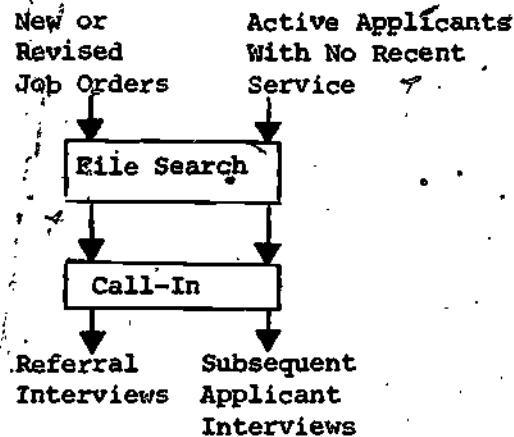 New or
Revised
Job Orders
Active Applicants
With No Recent
Service
File Search
Call-In
Referral
Interviews
Subsequent
Applicant
Interviews